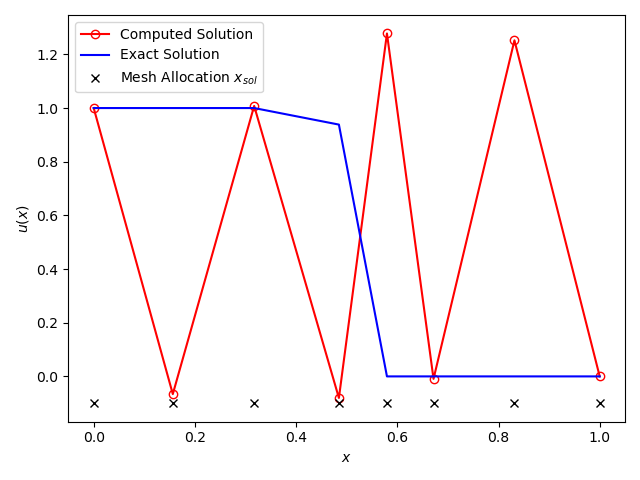 Computed Solution
Exact Solution
Mesh Allocation x_sol
u(x)
1.2
1.0
0.8
0.6
0.4
0.2
0.0
0.0 0.2 0.4 0.6 0.8 1.0
x